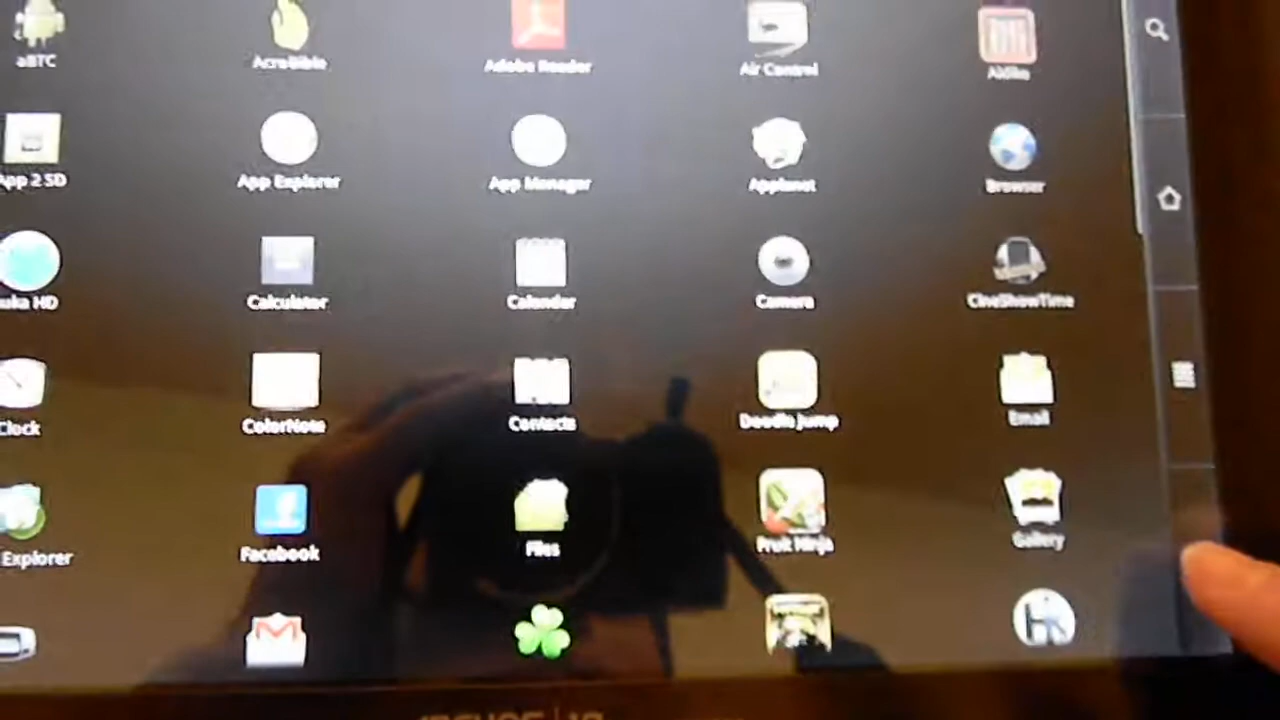 aBTC AcroBible Adobe Reader Air Control Aldiko
App 2 SD App Explorer App Manager Applanet Browser
Calculator Calendar Camera CineShowTime
Clock ColorNote Contacts Doodle Jump Email
Explorer Facebook Files Fruit Ninja Gallery